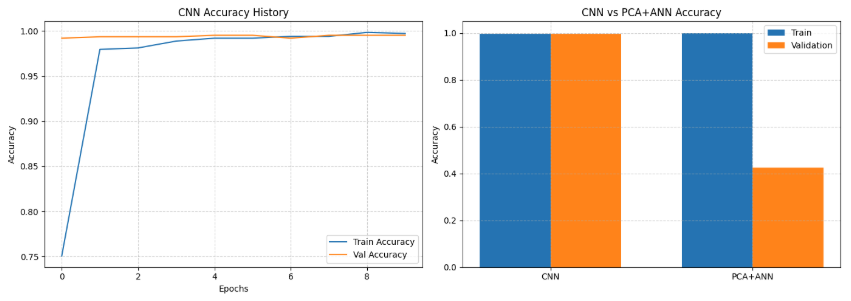 CNN Accuracy History
Accuracy
1.00
0.95
0.90
0.85
0.80
0.75
0
2
4
6
8
Epochs
Train Accuracy
Val Accuracy
CNN vs PCA+ANN Accuracy
Accuracy
1.0
0.8
0.6
0.4
0.2
0.0
CNN
PCA+ANN
Train
Validation